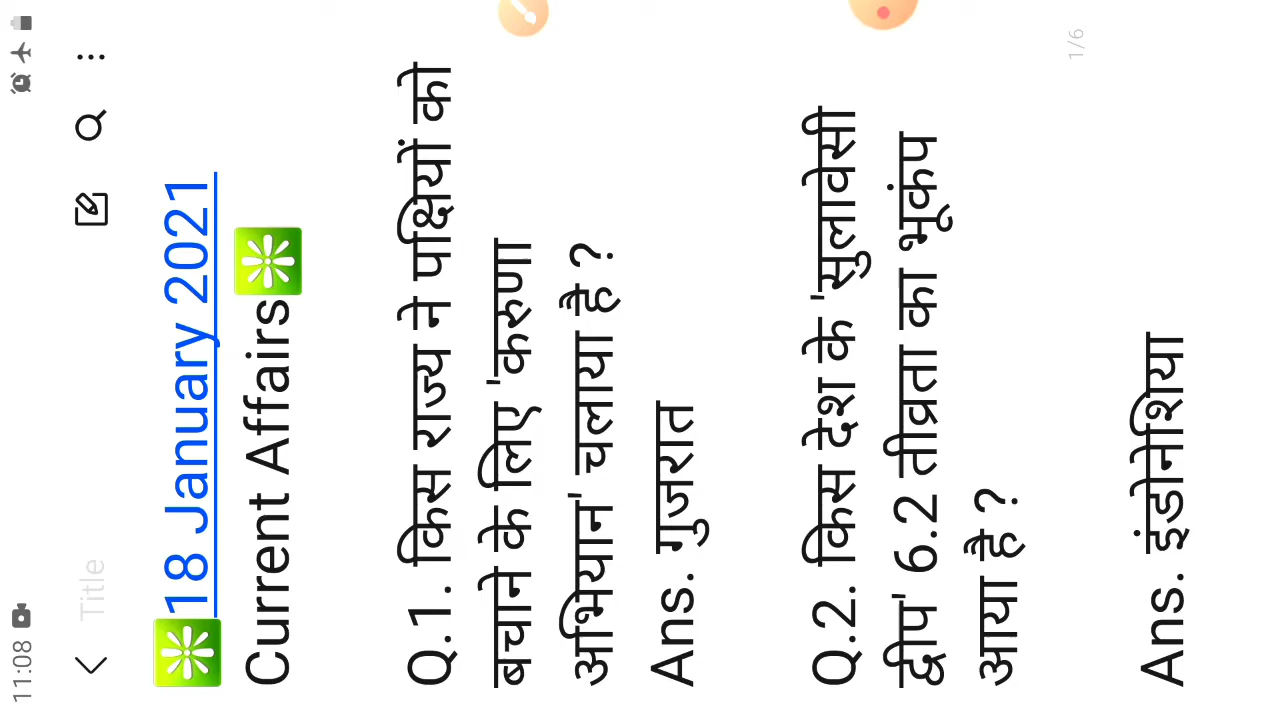 11:08
Title
18 January 2021
Current Affairs
Q.1. किस राज्य ने पक्षियों को
बचाने के लिए 'करुणा
अभियान' चलाया है ?
Ans. गुजरात
Q.2. किस देश के 'सुलावेसी
द्वीप' 6.2 तीव्रता का भूकंप
आया है ?
Ans. इंडोनेशिया
1/6